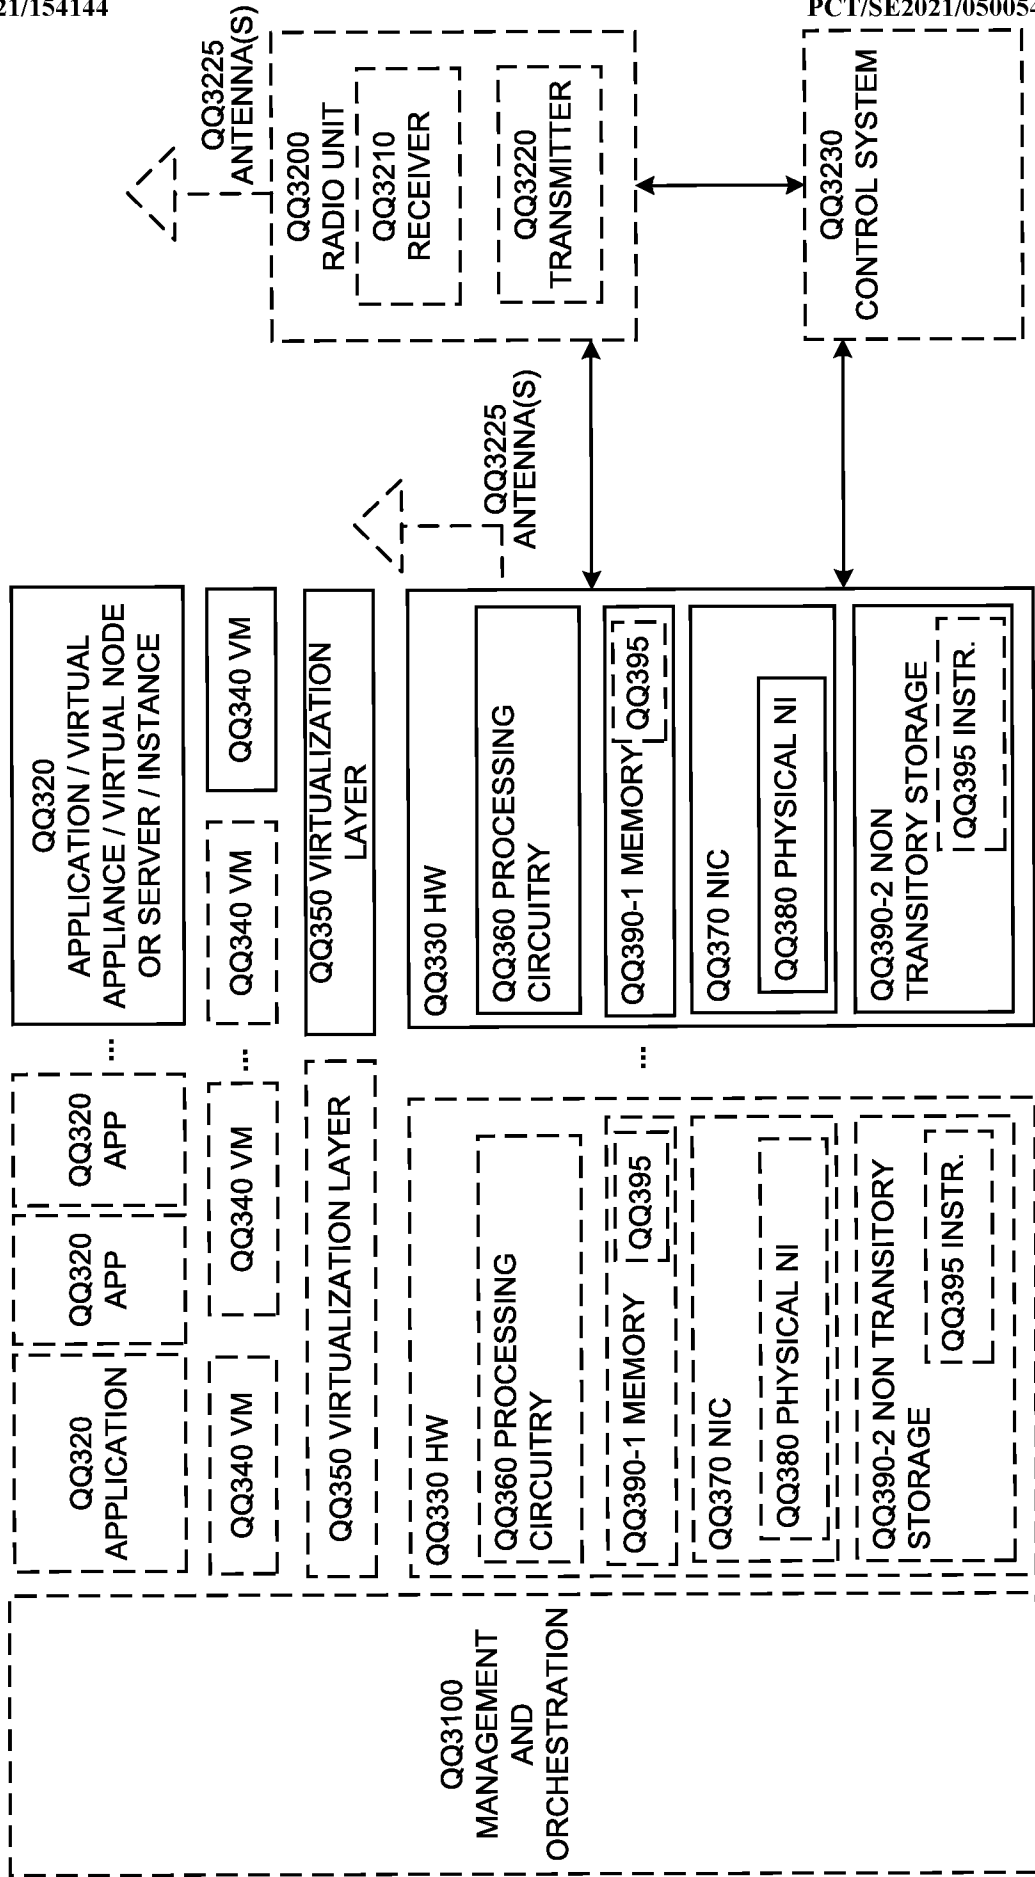 21/154144
PCT/SE2021/050054
QQ3100
MANAGEMENT
AND
ORCHESTRATION
QQ320
APPLICATION
QQ320
APP
QQ320
APP
...
QQ320
APPLICATION / VIRTUAL
APPLIANCE / VIRTUAL NODE
OR SERVER / INSTANCE
QQ340 VM
QQ340 VM
...
QQ340 VM
QQ340 VM
QQ350 VIRTUALIZATION LAYER
QQ350 VIRTUALIZATION
LAYER
QQ330 HW
QQ360 PROCESSING
CIRCUITRY
QQ390-1 MEMORY
QQ395
QQ370 NIC
QQ380 PHYSICAL NI
QQ390-2 NON TRANSITORY
STORAGE
QQ395 INSTR.
...
QQ330 HW
QQ360 PROCESSING
CIRCUITRY
QQ390-1 MEMORY
QQ395
QQ370 NIC
QQ380 PHYSICAL NI
QQ390-2 NON
TRANSITORY STORAGE
QQ395 INSTR.
QQ3225
ANTENNA(S)
QQ3225
ANTENNA(S)
QQ3200
RADIO UNIT
QQ3210
RECEIVER
QQ3220
TRANSMITTER
QQ3230
CONTROL SYSTEM